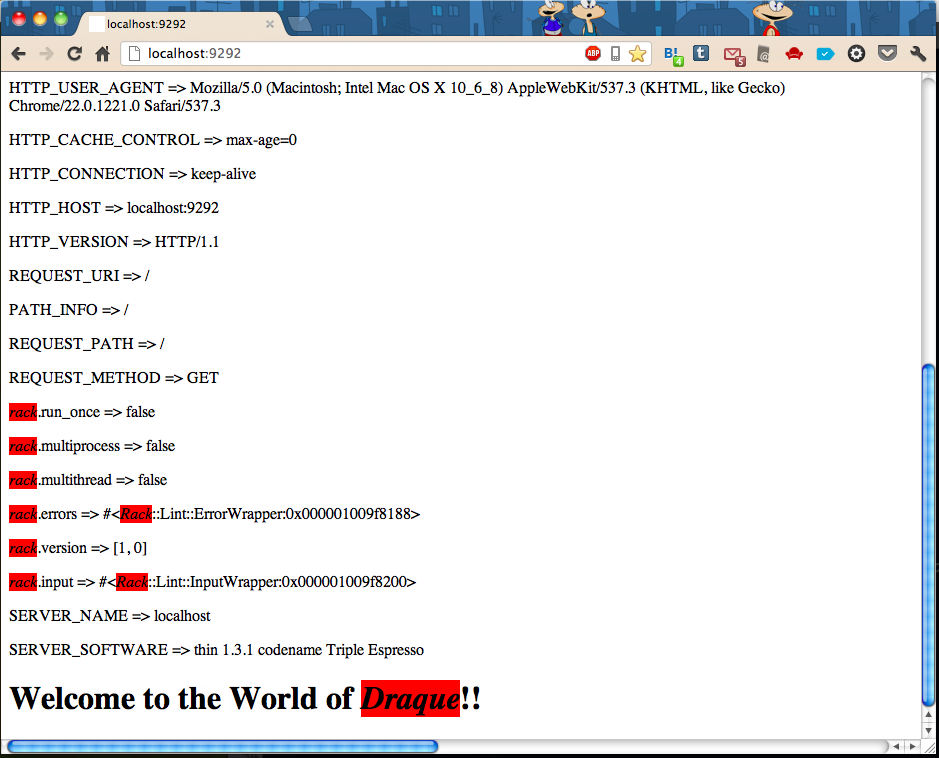 localhost:9292
localhost:9292
ABP
B!
4
t
5
@
HTTP_USER_AGENT => Mozilla/5.0 (Macintosh; Intel Mac OS X 10_6_8) AppleWebKit/537.3 (KHTML, like Gecko)
Chrome/22.0.1221.0 Safari/537.3
HTTP_CACHE_CONTROL => max-age=0
HTTP_CONNECTION => keep-alive
HTTP_HOST => localhost:9292
HTTP_VERSION => HTTP/1.1
REQUEST_URI => /
PATH_INFO => /
REQUEST_PATH => /
REQUEST_METHOD => GET
rack.run_once => false
rack.multiprocess => false
rack.multithread => false
rack.errors => #<Rack::Lint::ErrorWrapper:0x000001009f8188>
rack.version => [1, 0]
rack.input => #<Rack::Lint::InputWrapper:0x000001009f8200>
SERVER_NAME => localhost
SERVER_SOFTWARE => thin 1.3.1 codename Triple Espresso
Welcome to the World of Draque!!